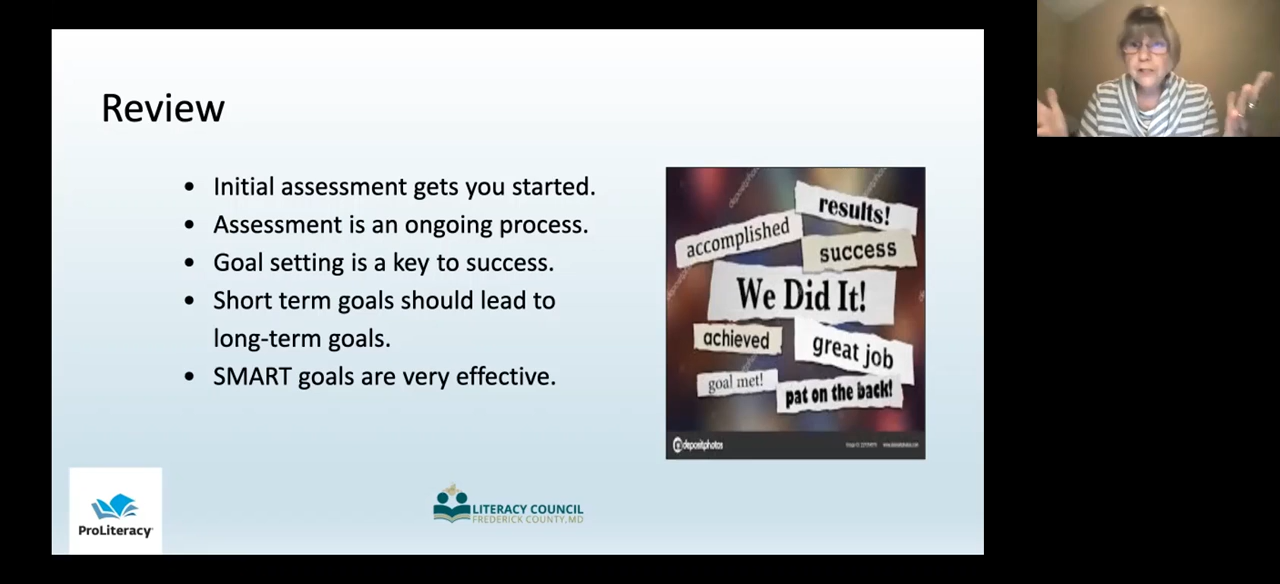 Review
• Initial assessment gets you started.
• Assessment is an ongoing process.
• Goal setting is a key to success.
• Short term goals should lead to
long-term goals.
• SMART goals are very effective.
results!
accomplished
success
We Did It!
achieved
great job
goal met!
pat on the back!
depositphotos
ProLiteracy
LITERACY COUNCIL
FREDERICK COUNTY,MD